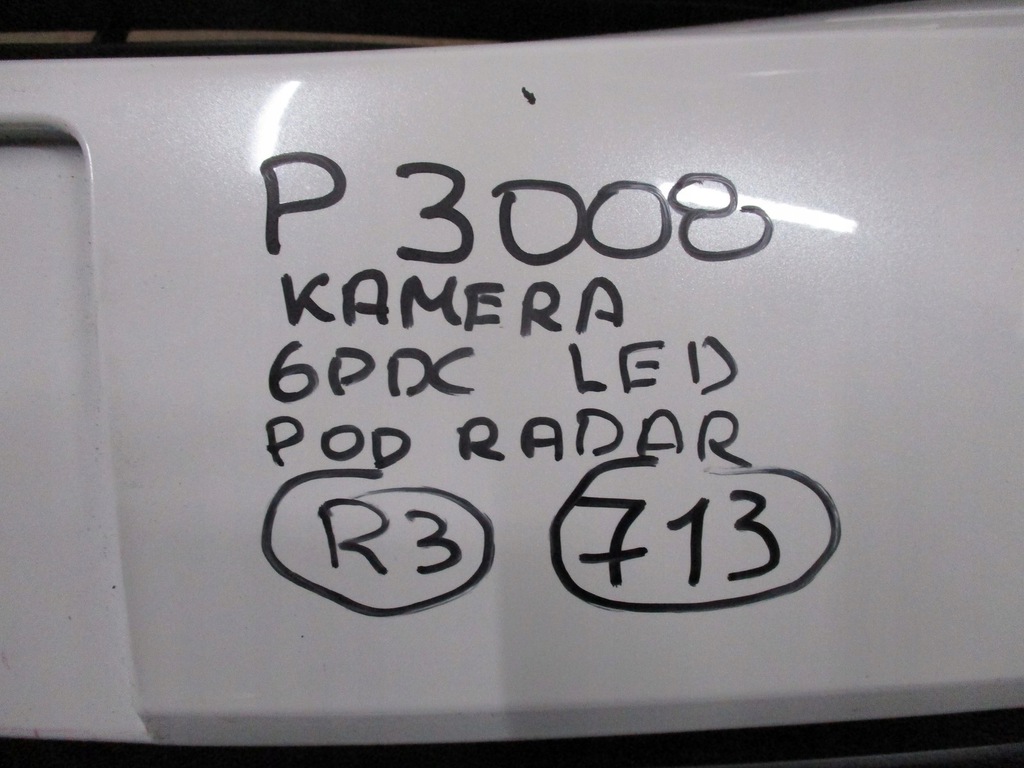 P 3008
KAMERA
6PDC LED
POD RADAR
R3 713